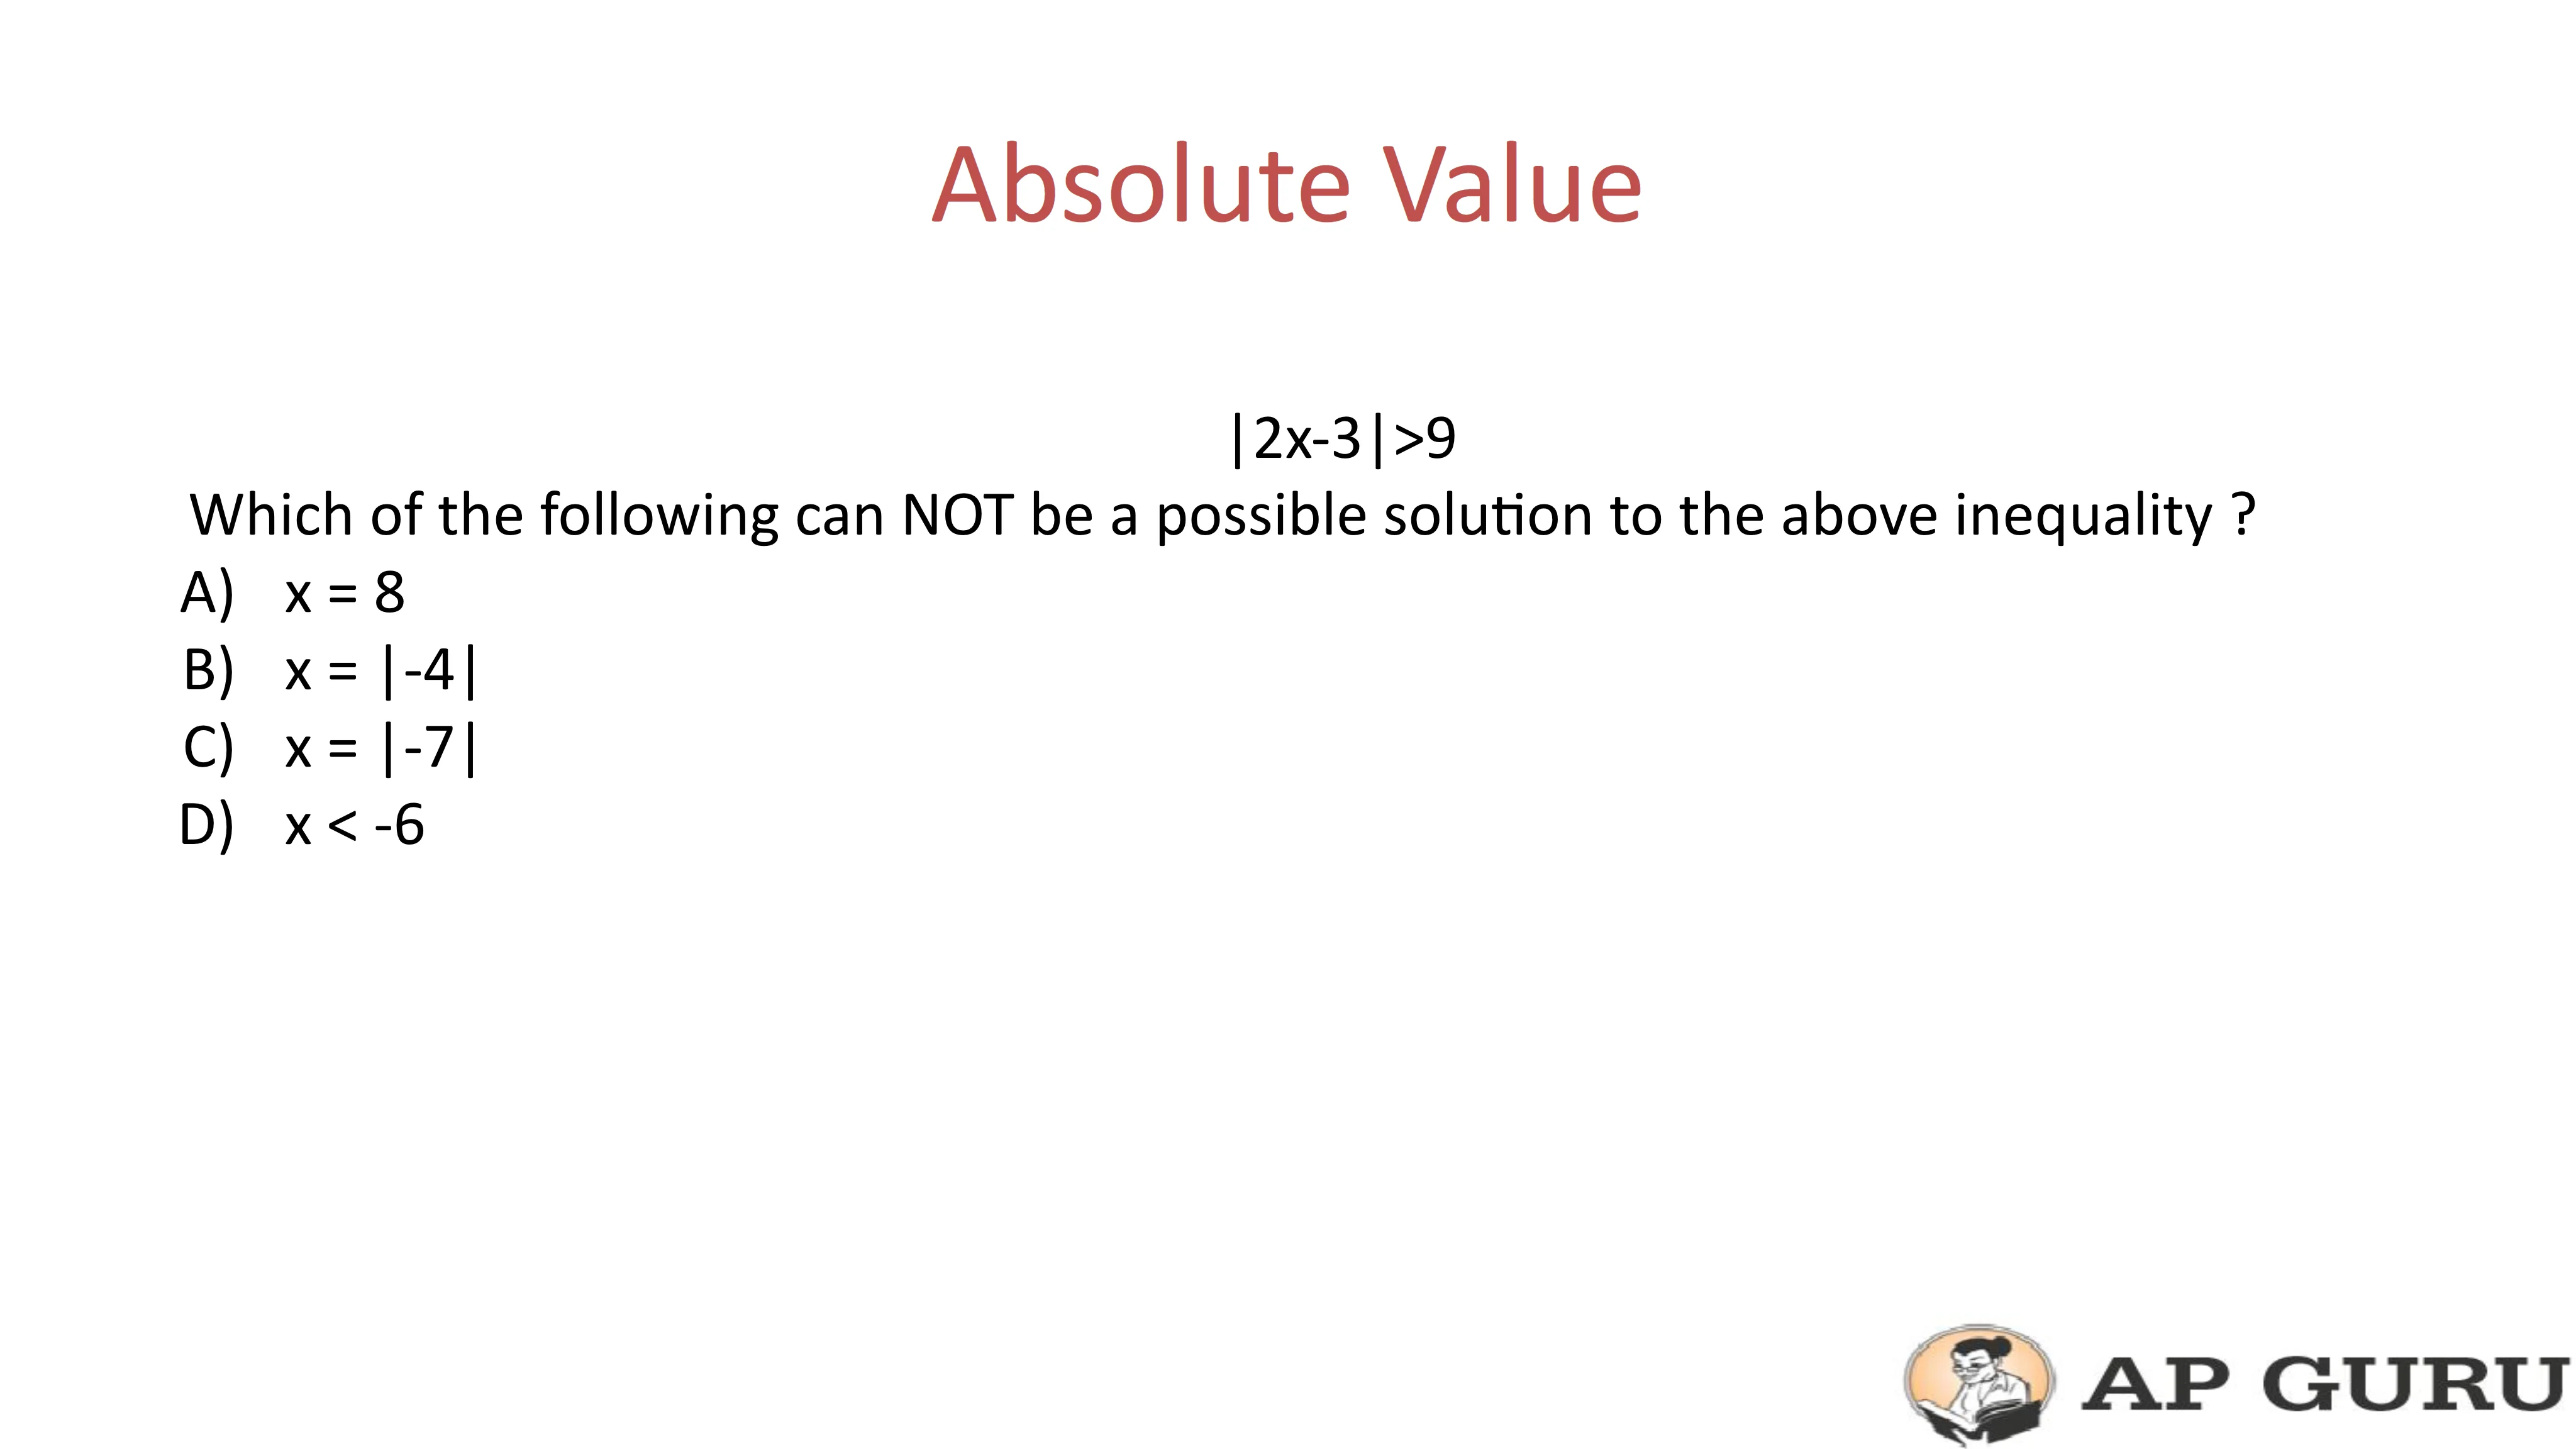 Absolute Value
|2x-3|>9
Which of the following can NOT be a possible solution to the above inequality ?
A) x = 8
B) x = |-4|
C) x = |-7|
D) x < -6
AP GURU